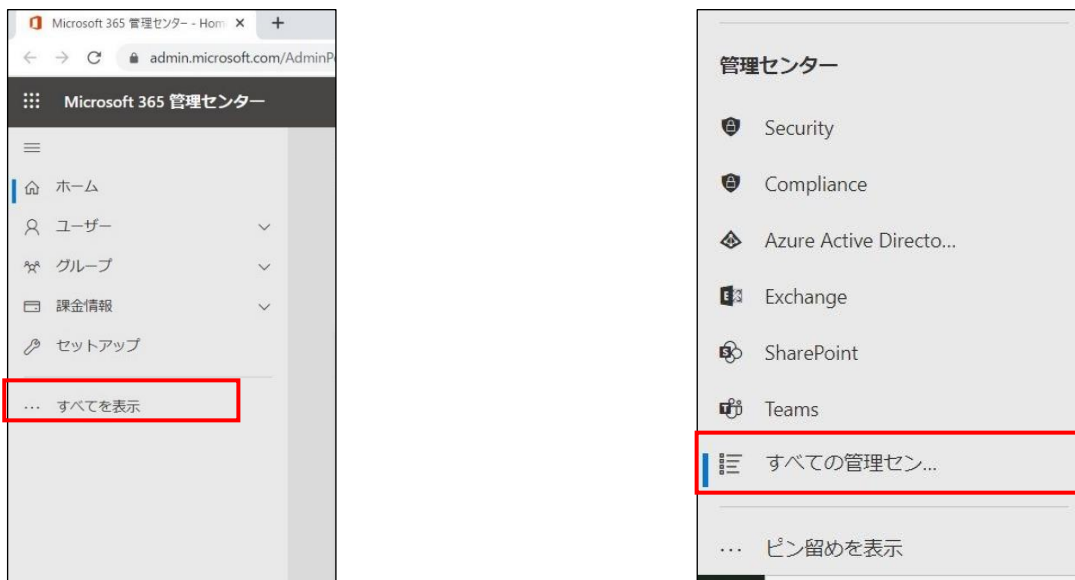 Microsoft 365 管理センター - Hom
admin.microsoft.com/AdminP
Microsoft 365 管理センター
ホーム
ユーザー
グループ
課金情報
セットアップ
… すべてを表示
管理センター
Security
Compliance
Azure Active Directo...
Exchange
SharePoint
Teams
すべての管理セン...
… ピン留めを表示